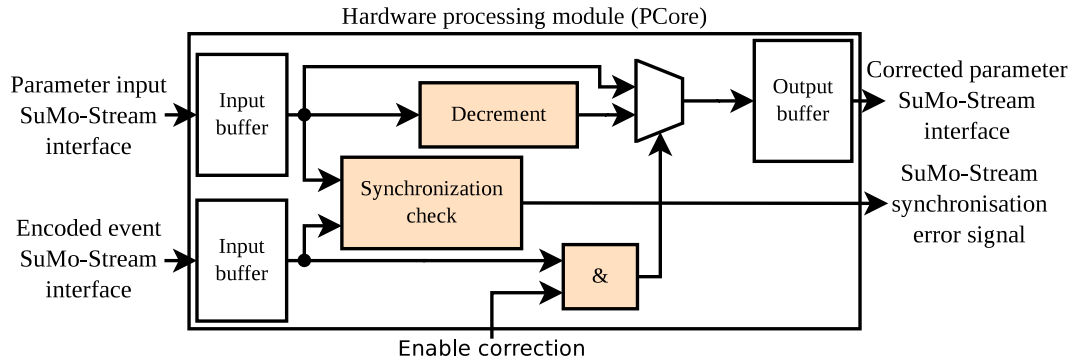 Hardware processing module (PCore)
Parameter input
SuMo-Stream
interface
Input
buffer
Decrement
Output
buffer
Corrected parameter
SuMo-Stream
interface
Synchronization
check
SuMo-Stream
synchronisation
error signal
Encoded event
SuMo-Stream
interface
Input
buffer
&
Enable correction